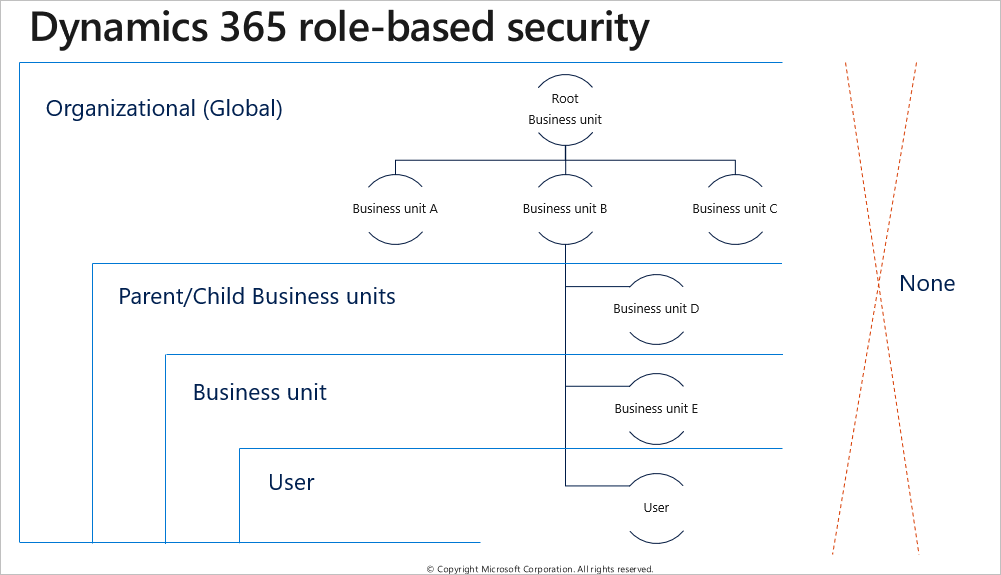 Dynamics 365 role-based security
Organizational (Global)
Root
Business unit
Business unit A
Business unit B
Business unit C
Parent/Child Business units
None
Business unit D
Business unit
Business unit E
User
User
© Copyright Microsoft Corporation. All rights reserved.